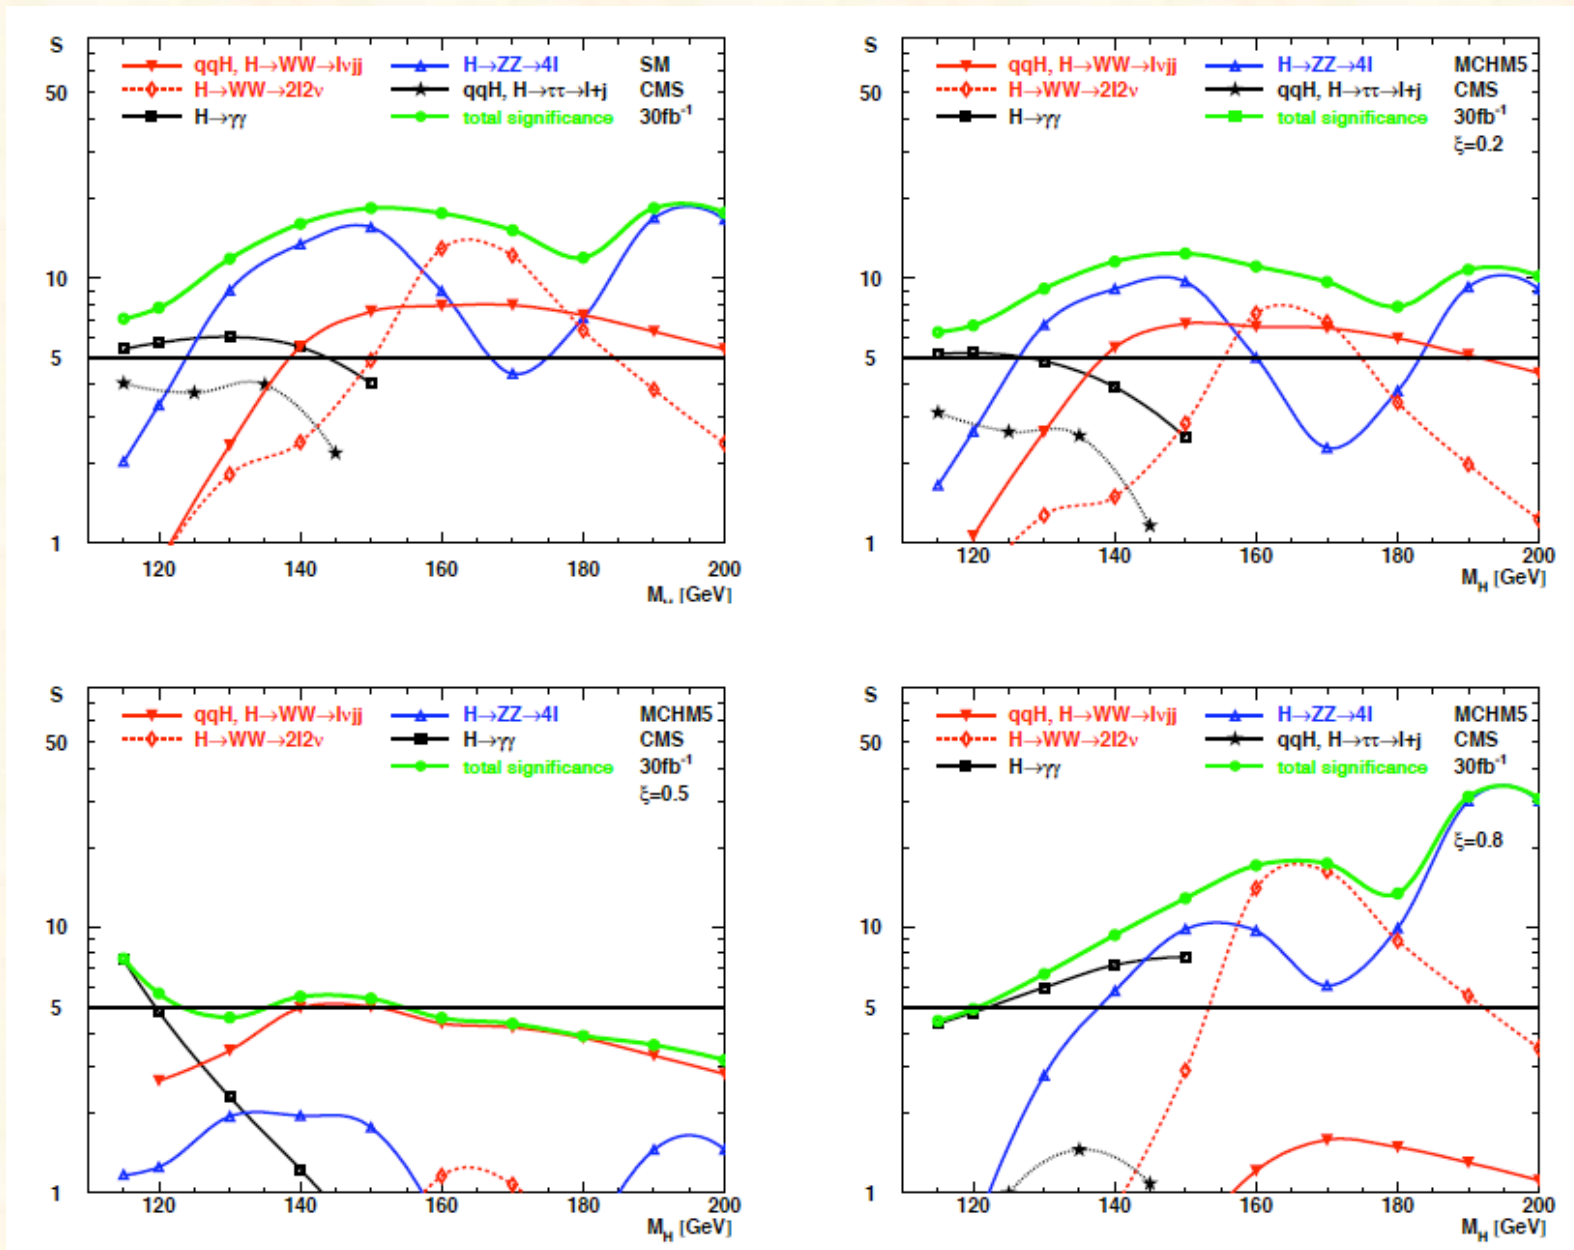 S
qqH, H→WW→lνjj
H→ZZ→4l
SM
50
H→WW→2l2ν
qqH, H→ττ→l+j
CMS
H→γγ
total significance
30fb⁻¹
10
5
1
120 140 160 180 200
[GeV]
S
qqH, H→WW→lνjj
H→ZZ→4l
MCHM5
50
H→WW→2l2ν
qqH, H→ττ→l+j
CMS
H→γγ
total significance
30fb⁻¹
ξ=0.2
10
5
1
120 140 160 180 200
M_H [GeV]
S
qqH, H→WW→lνjj
H→ZZ→4l
MCHM5
50
H→WW→2l2ν
H→γγ
CMS
total significance
30fb⁻¹
ξ=0.5
10
5
1
120 140 160 180 200
M_H [GeV]
S
qqH, H→WW→lνjj
H→ZZ→4l
MCHM5
50
H→WW→2l2ν
qqH, H→ττ→l+j
CMS
H→γγ
total significance
30fb⁻¹
ξ=0.8
10
5
1
120 140 160 180 200
M_H [GeV]